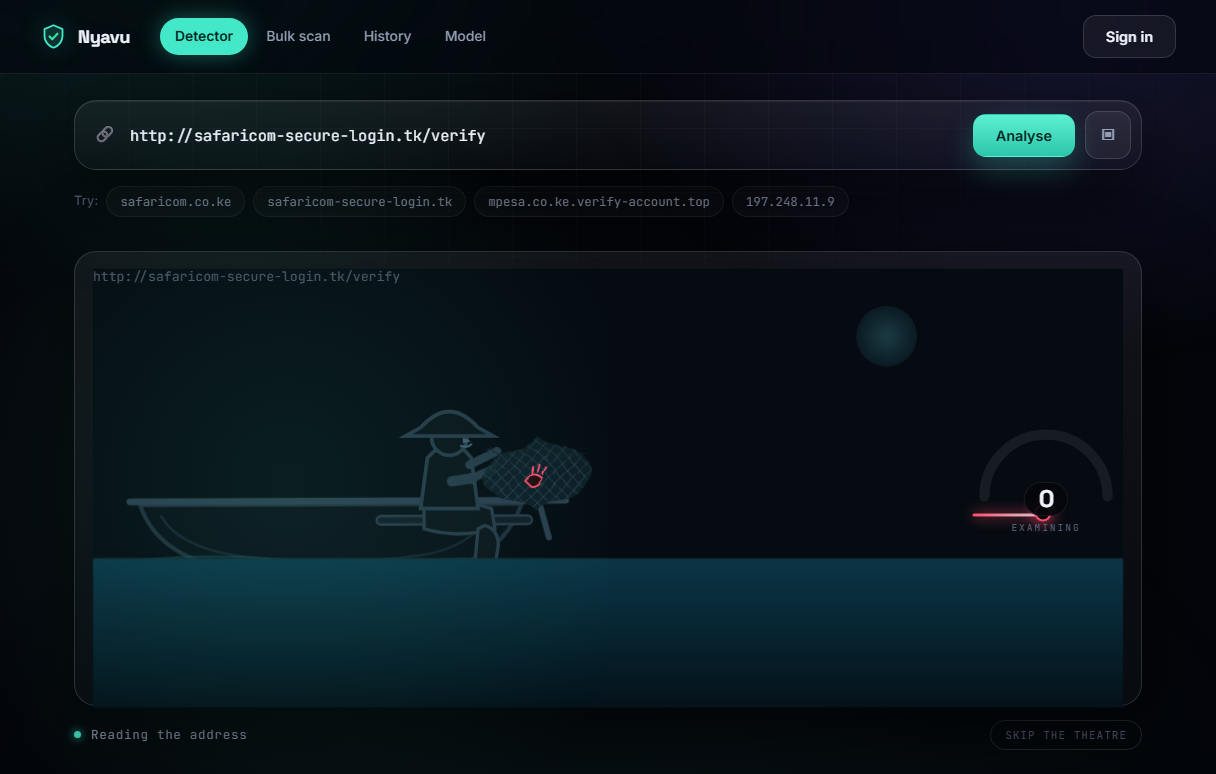 Nyavu
Detector
Bulk scan
History
Model
Sign in
http://safaricom-secure-login.tk/verify
Analyse
Try:
safaricom.co.ke
safaricom-secure-login.tk
mpesa.co.ke.verify-account.top
197.248.11.9
http://safaricom-secure-login.tk/verify
0
EXAMINING
Reading the address
SKIP THE THEATRE